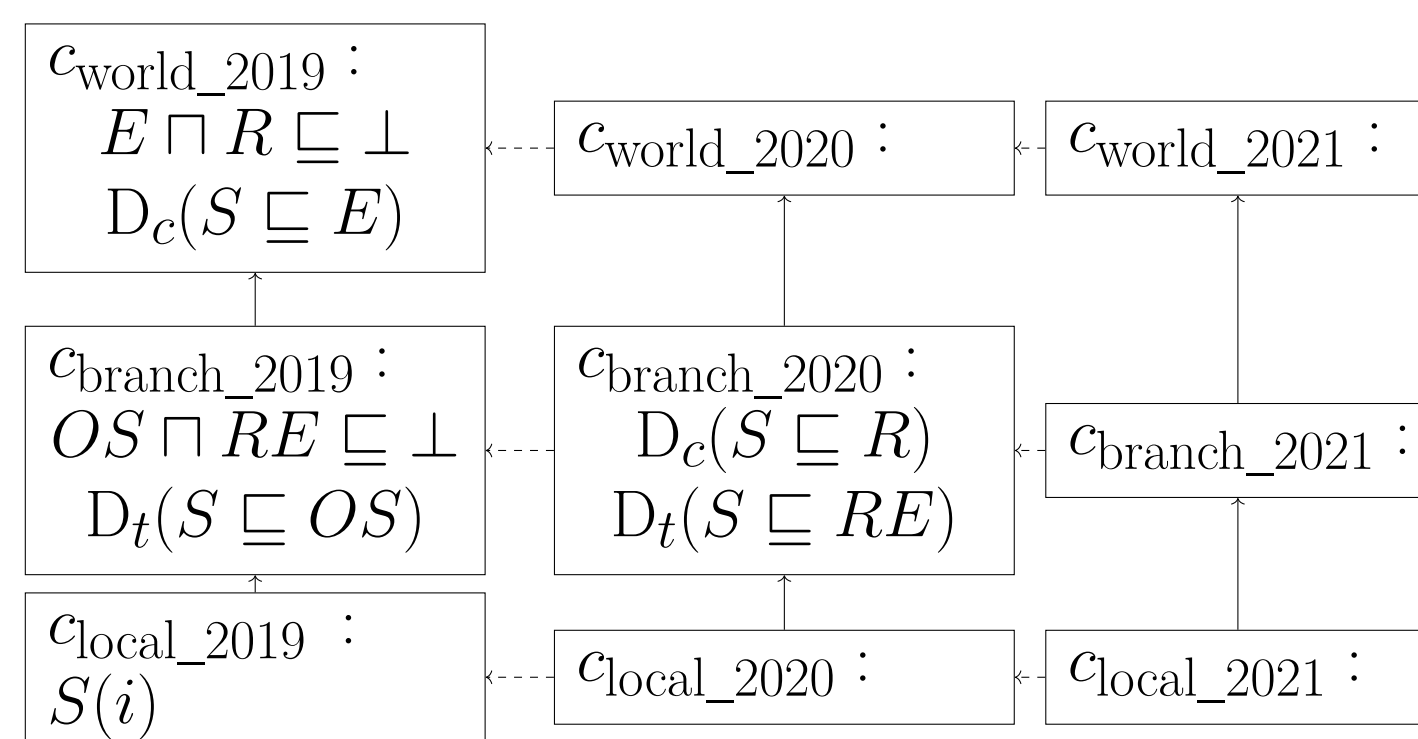 c_world_2019 :
E ⊓ R ⊑ ⊥
D_c(S ⊑ E)
c_world_2020 :
c_world_2021 :
c_branch_2019 :
OS ⊓ RE ⊑ ⊥
D_t(S ⊑ OS)
c_branch_2020 :
D_c(S ⊑ R)
D_t(S ⊑ RE)
c_branch_2021 :
c_local_2019 :
S(i)
c_local_2020 :
c_local_2021 :